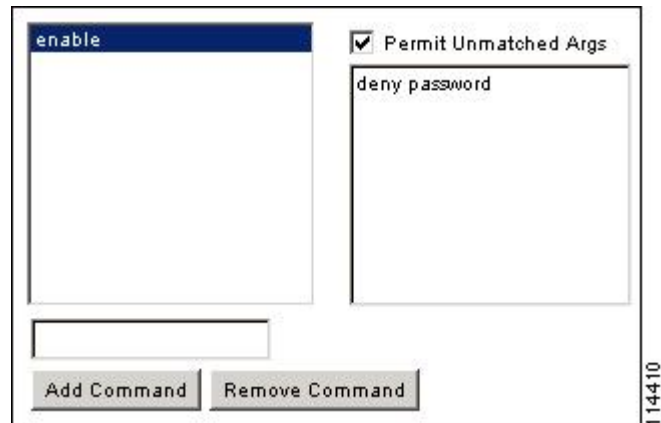 enable
Permit Unmatched Args
deny password
Add Command
Remove Command
114410